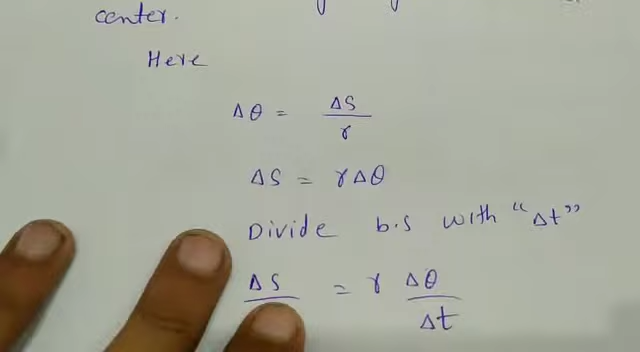 center.
Here
Δθ = ΔS / r
ΔS = rΔθ
Divide b.s with "Δt"
ΔS = r Δθ / Δt